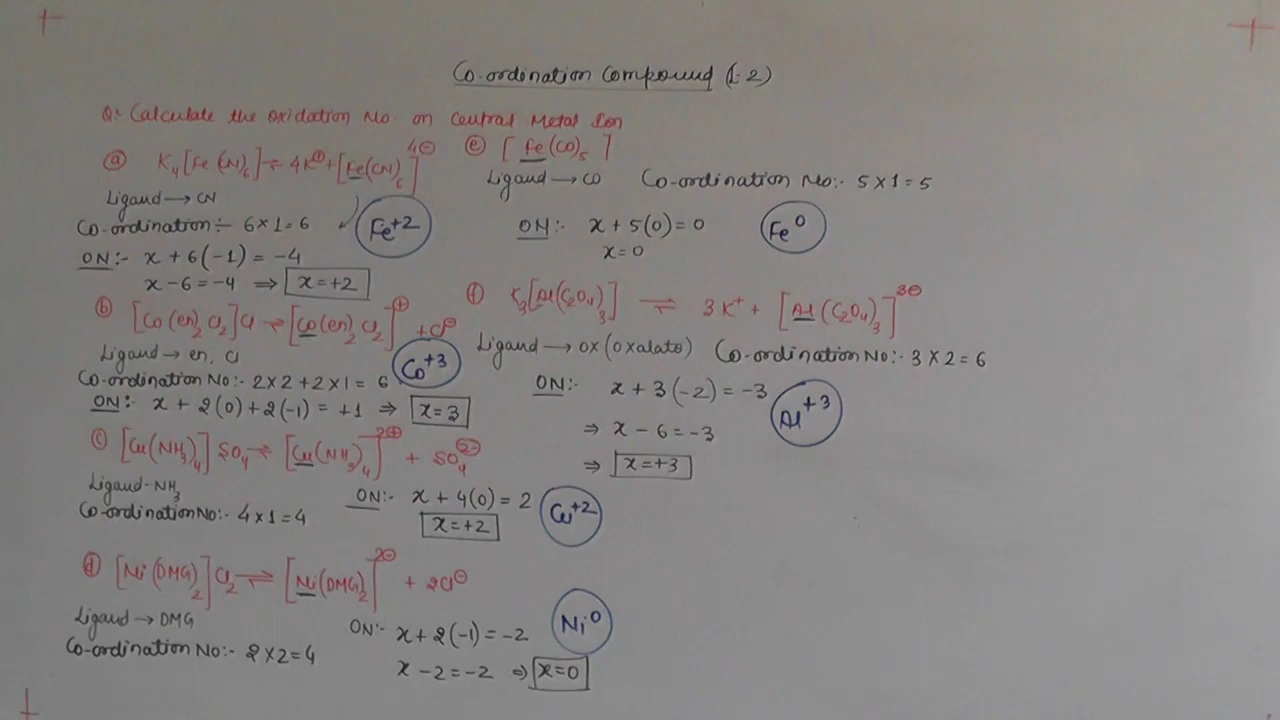 Co-ordination Compound (L-2)
Q:- Calculate the oxidation No. on Central Metal Ion
(a) K₄[Fe(CN)₆] ⇌ 4K⊕ + [Fe(CN)₆]⁴⊖
Ligand → CN
Co-ordination ÷ 6×1=6
Fe⁺²
ON:- x + 6(-1) = -4
x - 6 = -4 ⇒ x=+2
(b) [Co(en)₂Cl₂]Cl ⇌ [Co(en)₂Cl₂]⊕ + Cl⊖
Ligand → en, Cl
Co⁺³
Co-ordination No:- 2×2+2×1 = 6
ON:- x + 2(0) + 2(-1) = +1 ⇒ x=3
(c) [Cu(NH₃)₄]SO₄ ⇌ [Cu(NH₃)₄]²⊕ + SO₄²⁻
Ligand-NH₃
Co-ordination No:- 4×1=4
ON:- x + 4(0) = 2
x=+2
Cu⁺²
(d) [Ni(DMG)₂]Cl₂ ⇌ [Ni(DMG)₂]²⊖ + 2Cl⊖
Ligand → DMG
Co-ordination No:- 2×2=4
ON:- x + 2(-1) = -2
x - 2 = -2 ⇒ x=0
Ni⁰
(e) [Fe(CO)₅]
Ligand → CO Co-ordination No:- 5×1=5
ON:- x + 5(0) = 0
x=0
Fe⁰
(f) K₃[Al(C₂O₄)₃] ⇌ 3K⁺ + [Al(C₂O₄)₃]³⊖
Ligand → ox (oxalato) Co-ordination No:- 3×2=6
ON:- x + 3(-2) = -3
⇒ x - 6 = -3
⇒ x=+3
Al⁺³